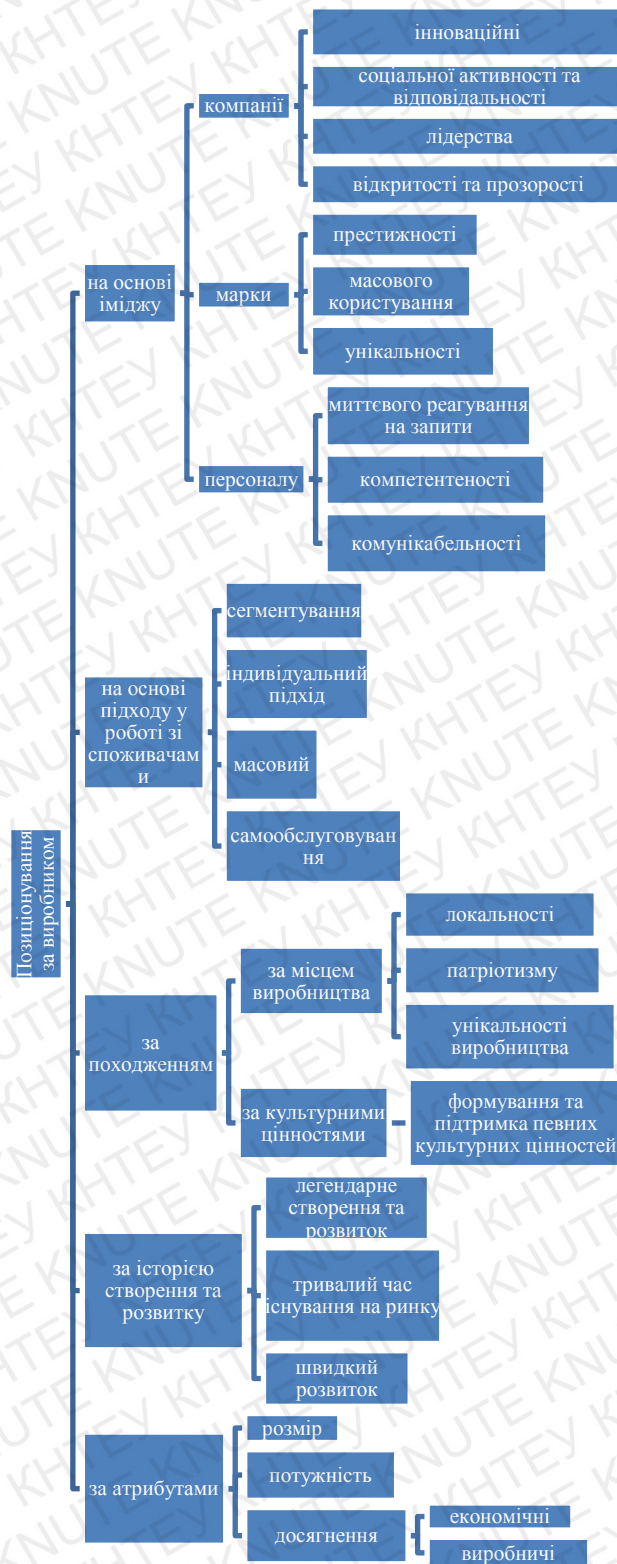 Позиціонування
за виробником
на основі
іміджу
компанії
інноваційні
соціальної активності та
відповідальності
лідерства
відкритості та прозорості
марки
престижності
масового
користування
унікальності
персоналу
миттєвого реагування
на запити
компетентеності
комунікабельності
на основі
підходу у
роботі зі
споживачам
и
сегментування
індивідуальний
підхід
масовий
самообслуговуван
ня
за
походженням
за місцем
виробництва
локальності
патріотизму
унікальності
виробництва
за культурними
цінностями
формування та
підтримка певних
культурних цінностей
за історією
створення та
розвитку
легендарне
створення та
розвиток
тривалий час
існування на ринку
швидкий
розвиток
за атрибутами
розмір
потужність
досягнення
економічні
виробничі